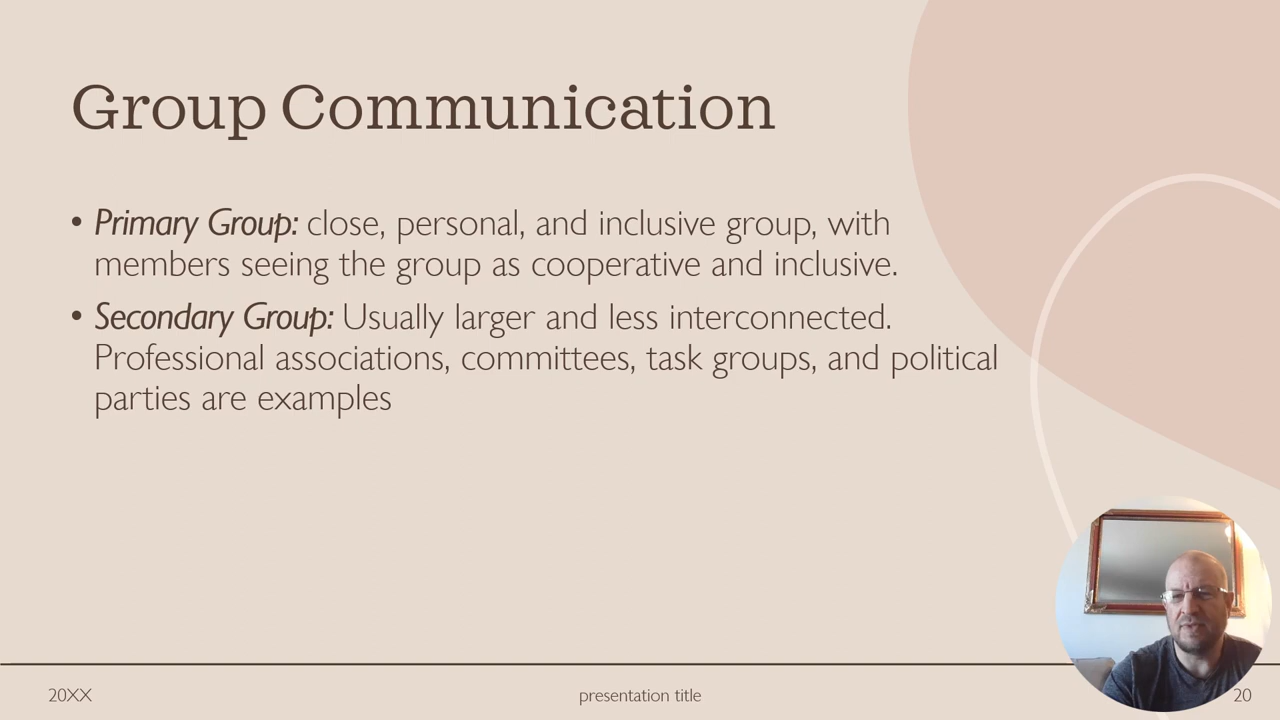 Group Communication
• Primary Group: close, personal, and inclusive group, with
members seeing the group as cooperative and inclusive.
• Secondary Group: Usually larger and less interconnected.
Professional associations, committees, task groups, and political
parties are examples
20XX
presentation title
20